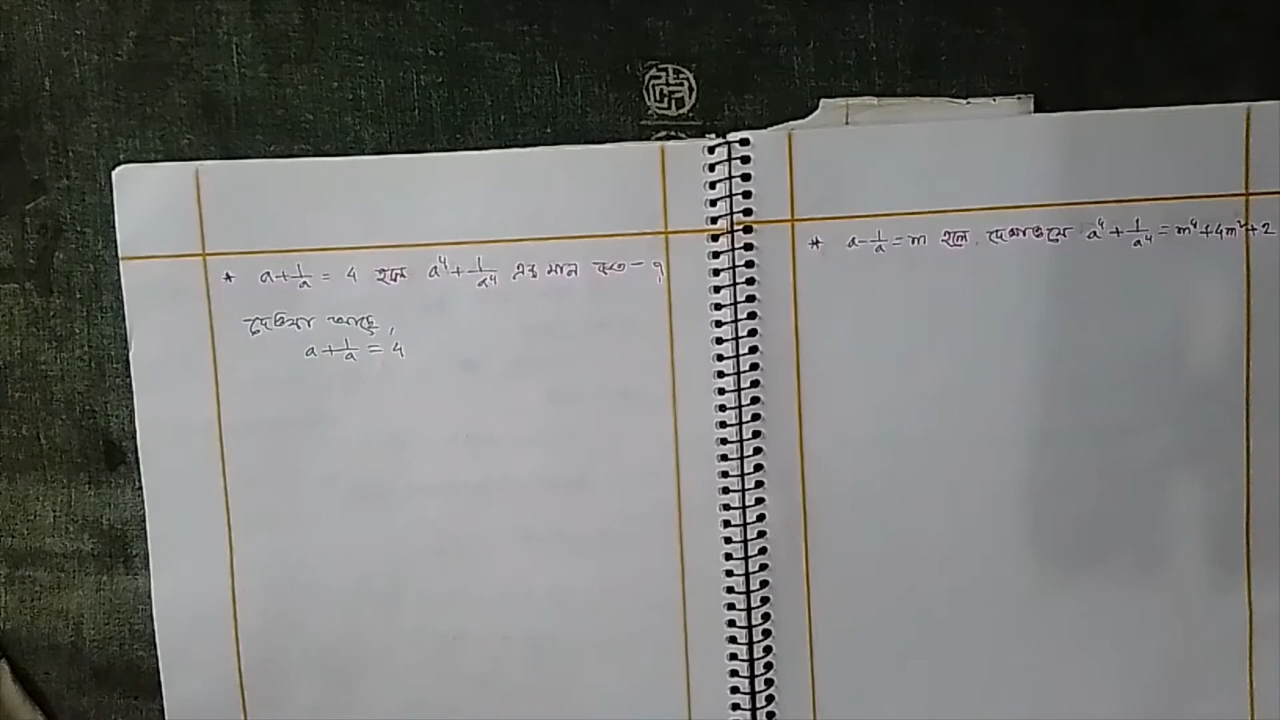 * a + 1/a = 4 হলে a⁴ + 1/a⁴ এর মান কত - ?
দেওয়া আছে,
a + 1/a = 4
* a - 1/a = m হলে, দেখাও যে a⁴ + 1/a⁴ = m⁴ + 4m² + 2